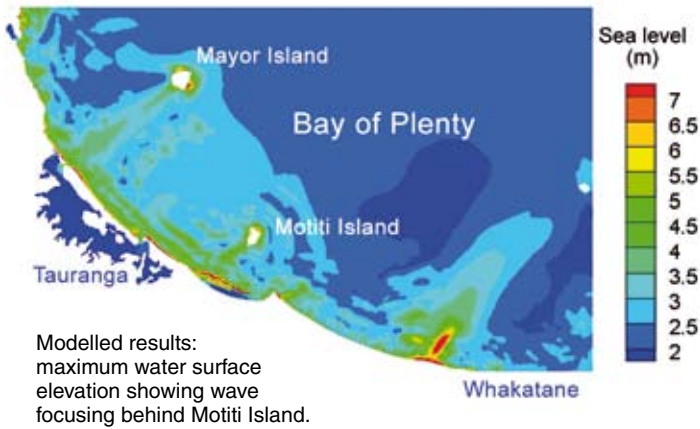 Mayor Island
Bay of Plenty
Motiti Island
Tauranga
Whakatane
Sea level
(m)
7
6.5
6
5.5
5
4.5
4
3.5
3
2.5
2
Modelled results:
maximum water surface
elevation showing wave
focusing behind Motiti Island.